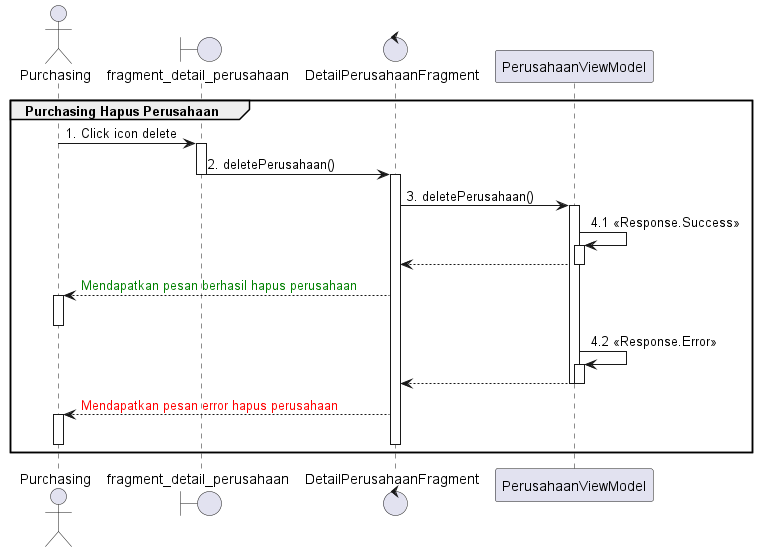 Purchasing
fragment_detail_perusahaan
DetailPerusahaanFragment
PerusahaanViewModel
Purchasing Hapus Perusahaan
1. Click icon delete
2. deletePerusahaan()
3. deletePerusahaan()
4.1 «Response.Success»
Mendapatkan pesan berhasil hapus perusahaan
4.2 «Response.Error»
Mendapatkan pesan error hapus perusahaan
Purchasing
fragment_detail_perusahaan
DetailPerusahaanFragment
PerusahaanViewModel